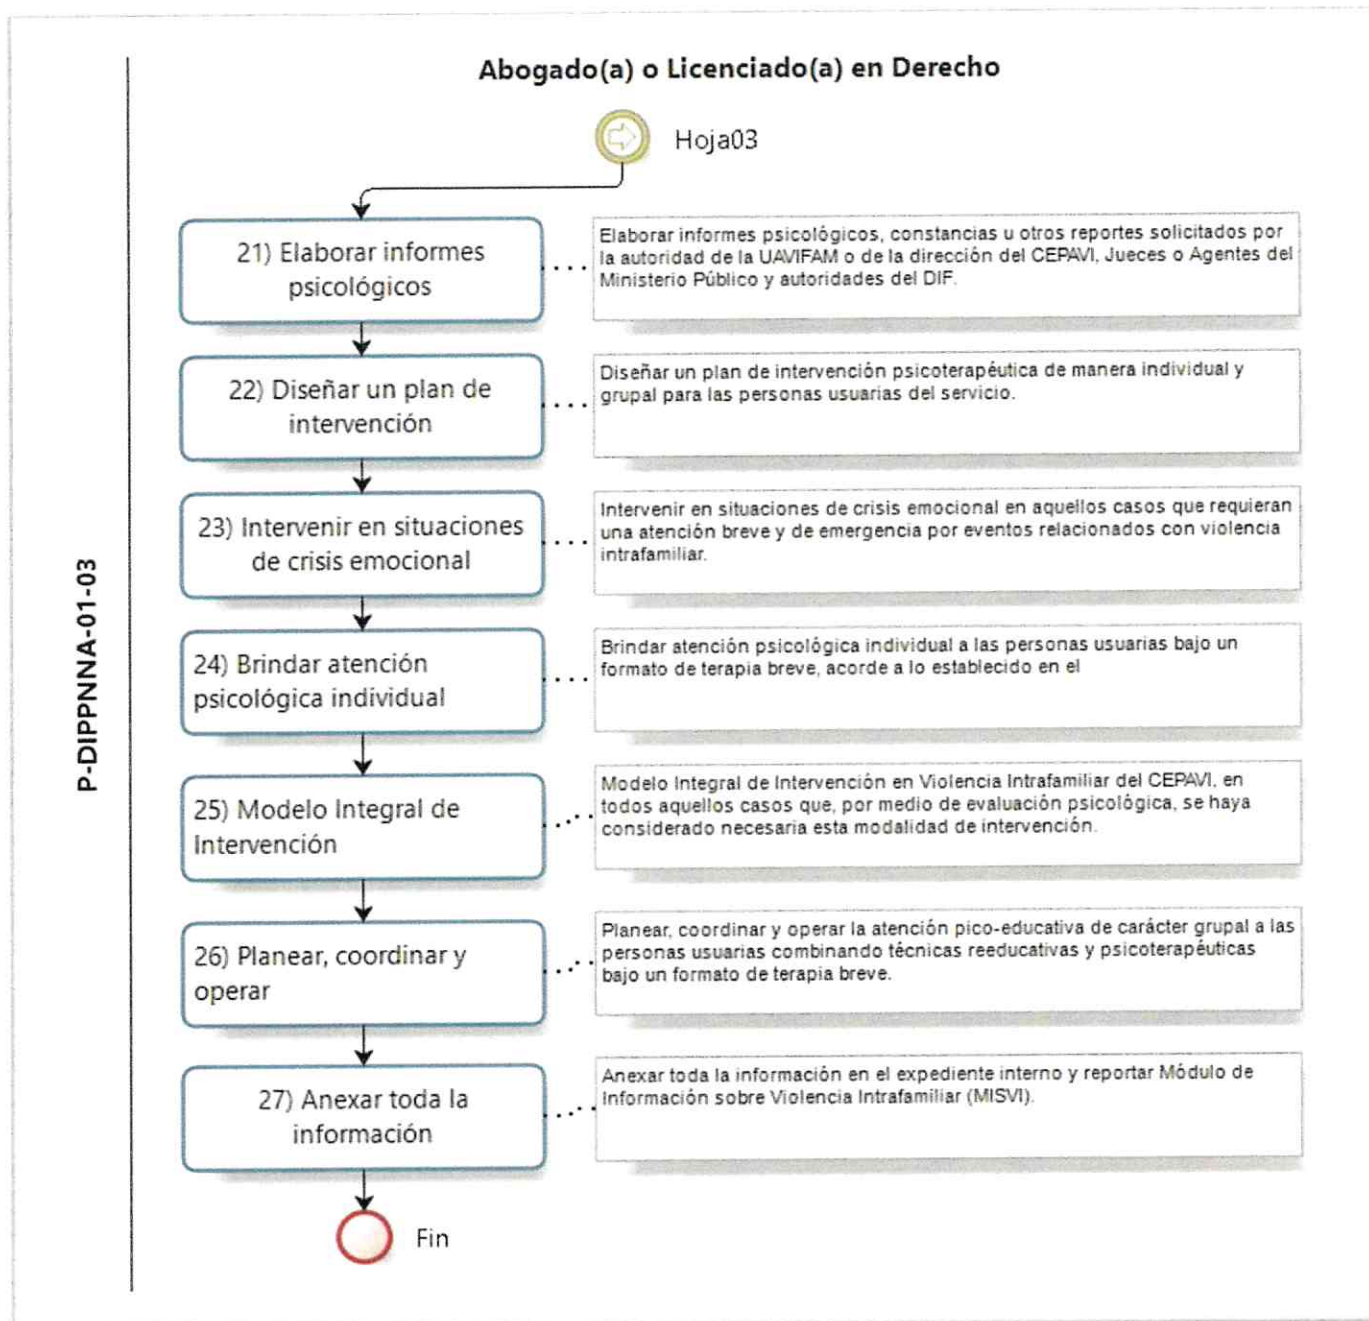 Abogado(a) o Licenciado(a) en Derecho
Hoja03
P-DIPPNNA-01-03
21) Elaborar informes
psicológicos
Elaborar informes psicológicos, constancias u otros reportes solicitados por
la autoridad de la UAVIFAM o de la dirección del CEPAVI, Jueces o Agentes del
Ministerio Público y autoridades del DIF.
22) Diseñar un plan de
intervención
Diseñar un plan de intervención psicoterapéutica de manera individual y
grupal para las personas usuarias del servicio.
23) Intervenir en situaciones
de crisis emocional
Intervenir en situaciones de crisis emocional en aquellos casos que requieran
una atención breve y de emergencia por eventos relacionados con violencia
intrafamiliar.
24) Brindar atención
psicológica individual
Brindar atención psicológica individual a las personas usuarias bajo un
formato de terapia breve, acorde a lo establecido en el
25) Modelo Integral de
Intervención
Modelo Integral de Intervención en Violencia Intrafamiliar del CEPAVI, en
todos aquellos casos que, por medio de evaluación psicológica, se haya
considerado necesaria esta modalidad de intervención.
26) Planear, coordinar y
operar
Planear, coordinar y operar la atención pico-educativa de carácter grupal a las
personas usuarias combinando técnicas reeducativas y psicoterapéuticas
bajo un formato de terapia breve.
27) Anexar toda la
información
Anexar toda la información en el expediente interno y reportar Módulo de
Información sobre Violencia Intrafamiliar (MISVI).
Fin